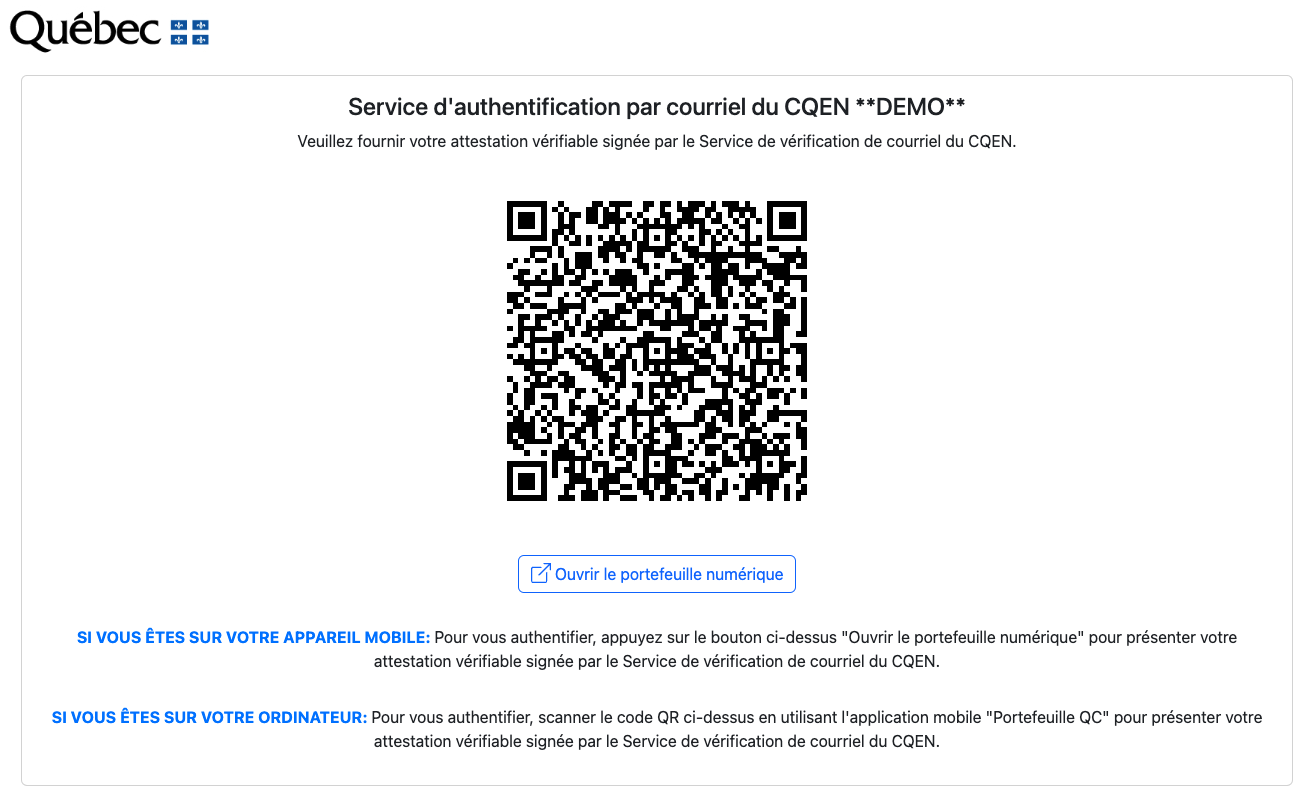 Québec
Service d'authentification par courriel du CQEN **DEMO**
Veuillez fournir votre attestation vérifiable signée par le Service de vérification de courriel du CQEN.
Ouvrir le portefeuille numérique
SI VOUS ÊTES SUR VOTRE APPAREIL MOBILE: Pour vous authentifier, appuyez sur le bouton ci-dessus "Ouvrir le portefeuille numérique" pour présenter votre
attestation vérifiable signée par le Service de vérification de courriel du CQEN.
SI VOUS ÊTES SUR VOTRE ORDINATEUR: Pour vous authentifier, scanner le code QR ci-dessus en utilisant l'application mobile "Portefeuille QC" pour présenter votre
attestation vérifiable signée par le Service de vérification de courriel du CQEN.